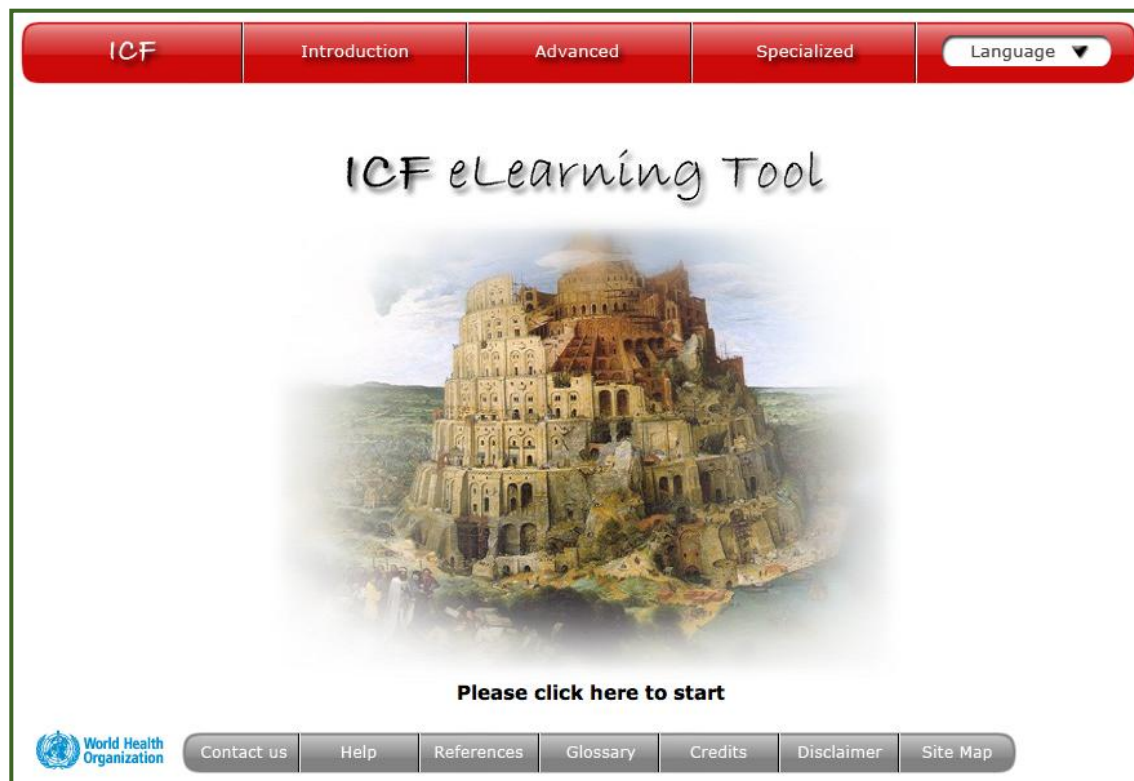 ICF Introduction Advanced Specialized Language
ICF eLearning Tool
Please click here to start
World Health
Organization
Contact us Help References Glossary Credits Disclaimer Site Map